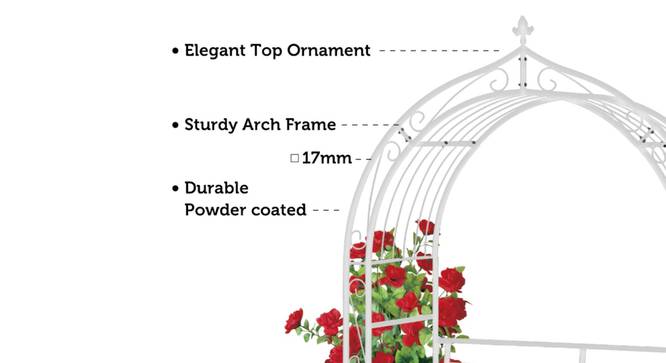 • Elegant Top Ornament
• Sturdy Arch Frame
□17mm
• Durable
Powder coated